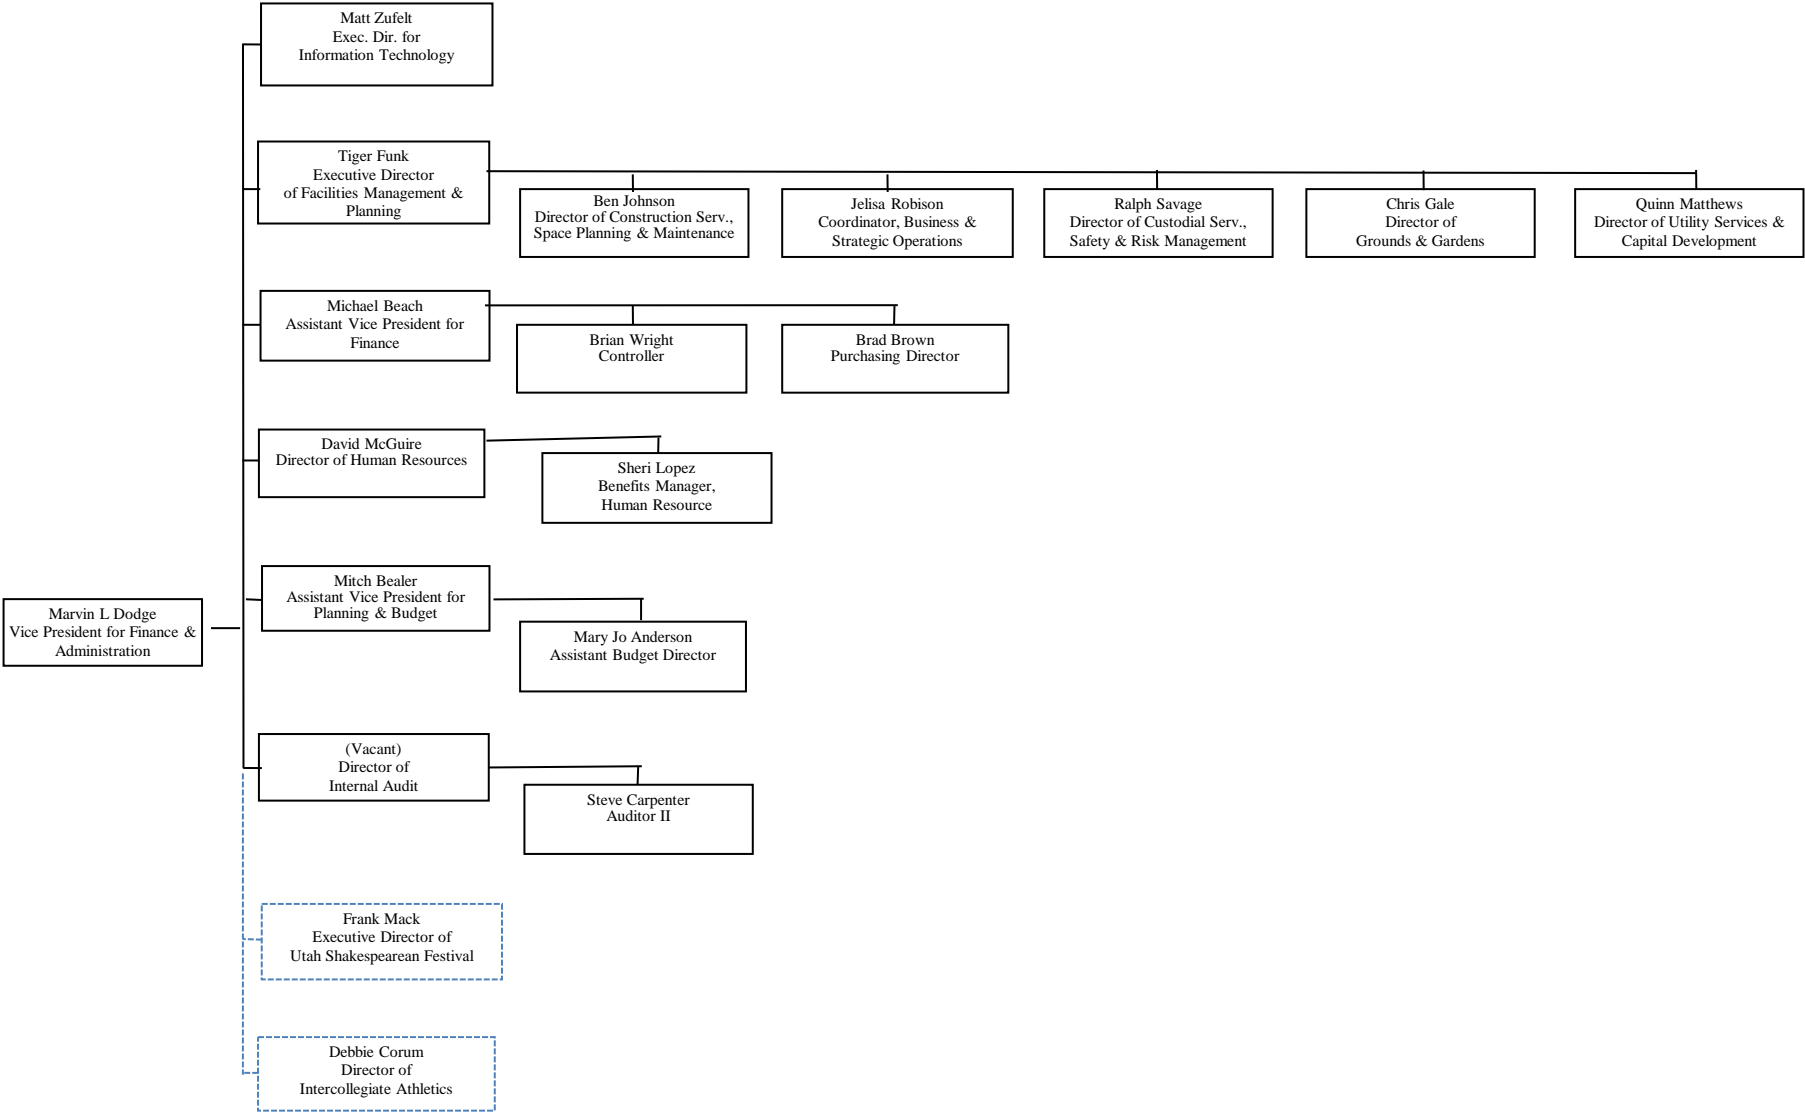 Matt Zufelt
Exec. Dir. for
Information Technology
Tiger Funk
Executive Director
of Facilities Management &
Planning
Ben Johnson
Director of Construction Serv.,
Space Planning & Maintenance
Jelisa Robison
Coordinator, Business &
Strategic Operations
Ralph Savage
Director of Custodial Serv.,
Safety & Risk Management
Chris Gale
Director of
Grounds & Gardens
Quinn Matthews
Director of Utility Services &
Capital Development
Michael Beach
Assistant Vice President for
Finance
Brian Wright
Controller
Brad Brown
Purchasing Director
David McGuire
Director of Human Resources
Sheri Lopez
Benefits Manager,
Human Resource
Mitch Bealer
Assistant Vice President for
Planning & Budget
Marvin L Dodge
Vice President for Finance &
Administration
Mary Jo Anderson
Assistant Budget Director
(Vacant)
Director of
Internal Audit
Steve Carpenter
Auditor II
Frank Mack
Executive Director of
Utah Shakespearean Festival
Debbie Corum
Director of
Intercollegiate Athletics